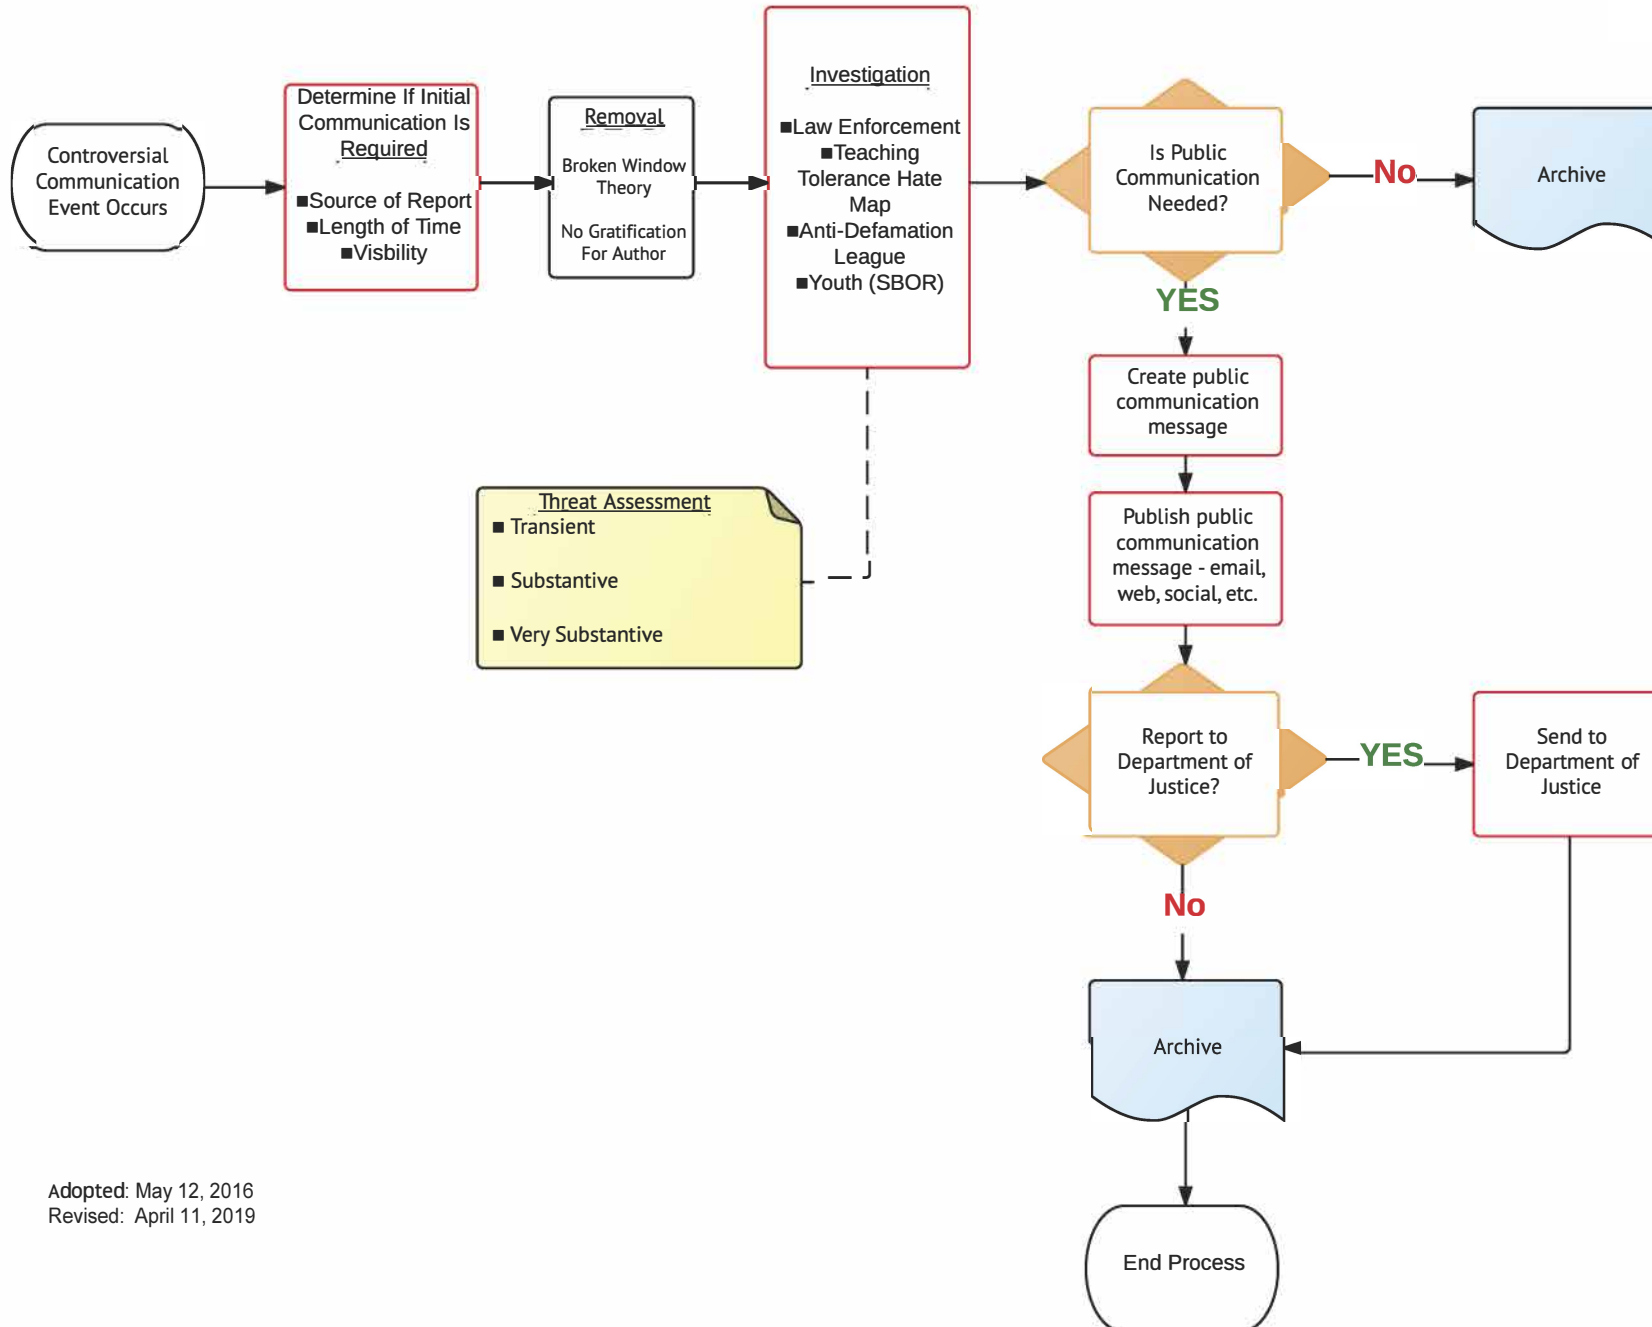 Controversial
Communication
Event Occurs
Determine If Initial
Communication Is
Required
■Source of Report
■Length of Time
■Visbility
Removal
Broken Window
Theory
No Gratification
For Author
Investigation
■Law Enforcement
■Teaching
Tolerance Hate
Map
■Anti-Defamation
League
■Youth (SBOR)
Is Public
Communication
Needed?
No
Archive
YES
Create public
communication
message
Publish public
communication
message - email,
web, social, etc.
Threat Assessment
■ Transient
■ Substantive
■ Very Substantive
Report to
Department of
Justice?
YES
Send to
Department of
Justice
No
Archive
End Process
Adopted: May 12, 2016
Revised: April 11, 2019